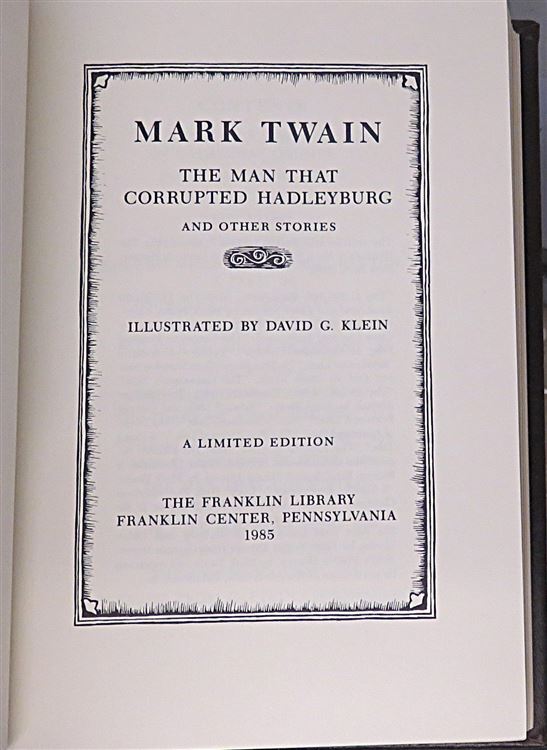 MARK TWAIN
THE MAN THAT
CORRUPTED HADLEYBURG
AND OTHER STORIES
ILLUSTRATED BY DAVID G. KLEIN
A LIMITED EDITION
THE FRANKLIN LIBRARY
FRANKLIN CENTER, PENNSYLVANIA
1985